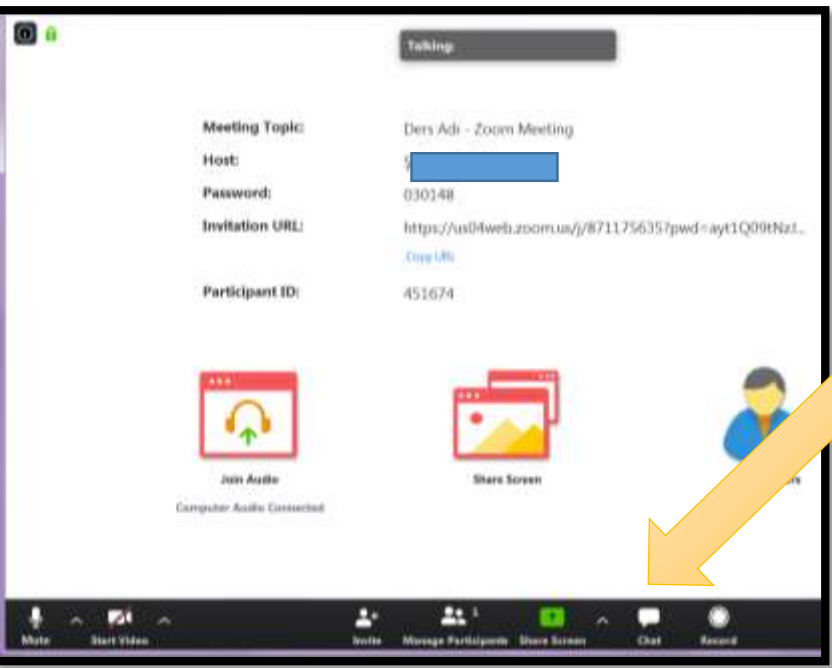 Talking:
Meeting Topic: Ders Adı - Zoom Meeting
Host:
Password: 030148
Invitation URL: https://us04web.zoom.us/j/871175635?pwd=ayt1Q09tNzJ...
Copy URL
Participant ID: 451674
Join Audio
Share Screen
Computer Audio Connected
Mute
Start Video
Invite
Manage Participants
1
Share Screen
Chat
Record